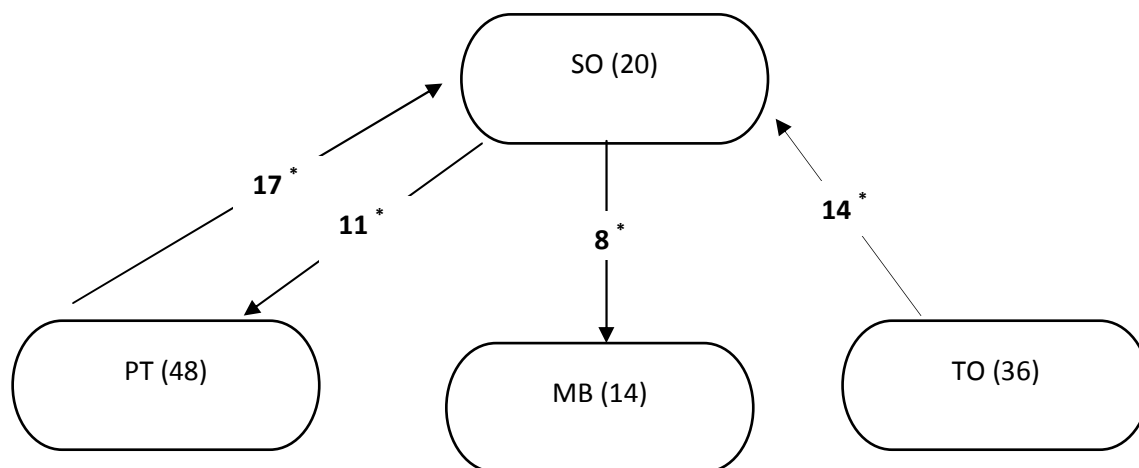 SO (20)
17 *
11 *
8 *
14 *
PT (48)
MB (14)
TO (36)